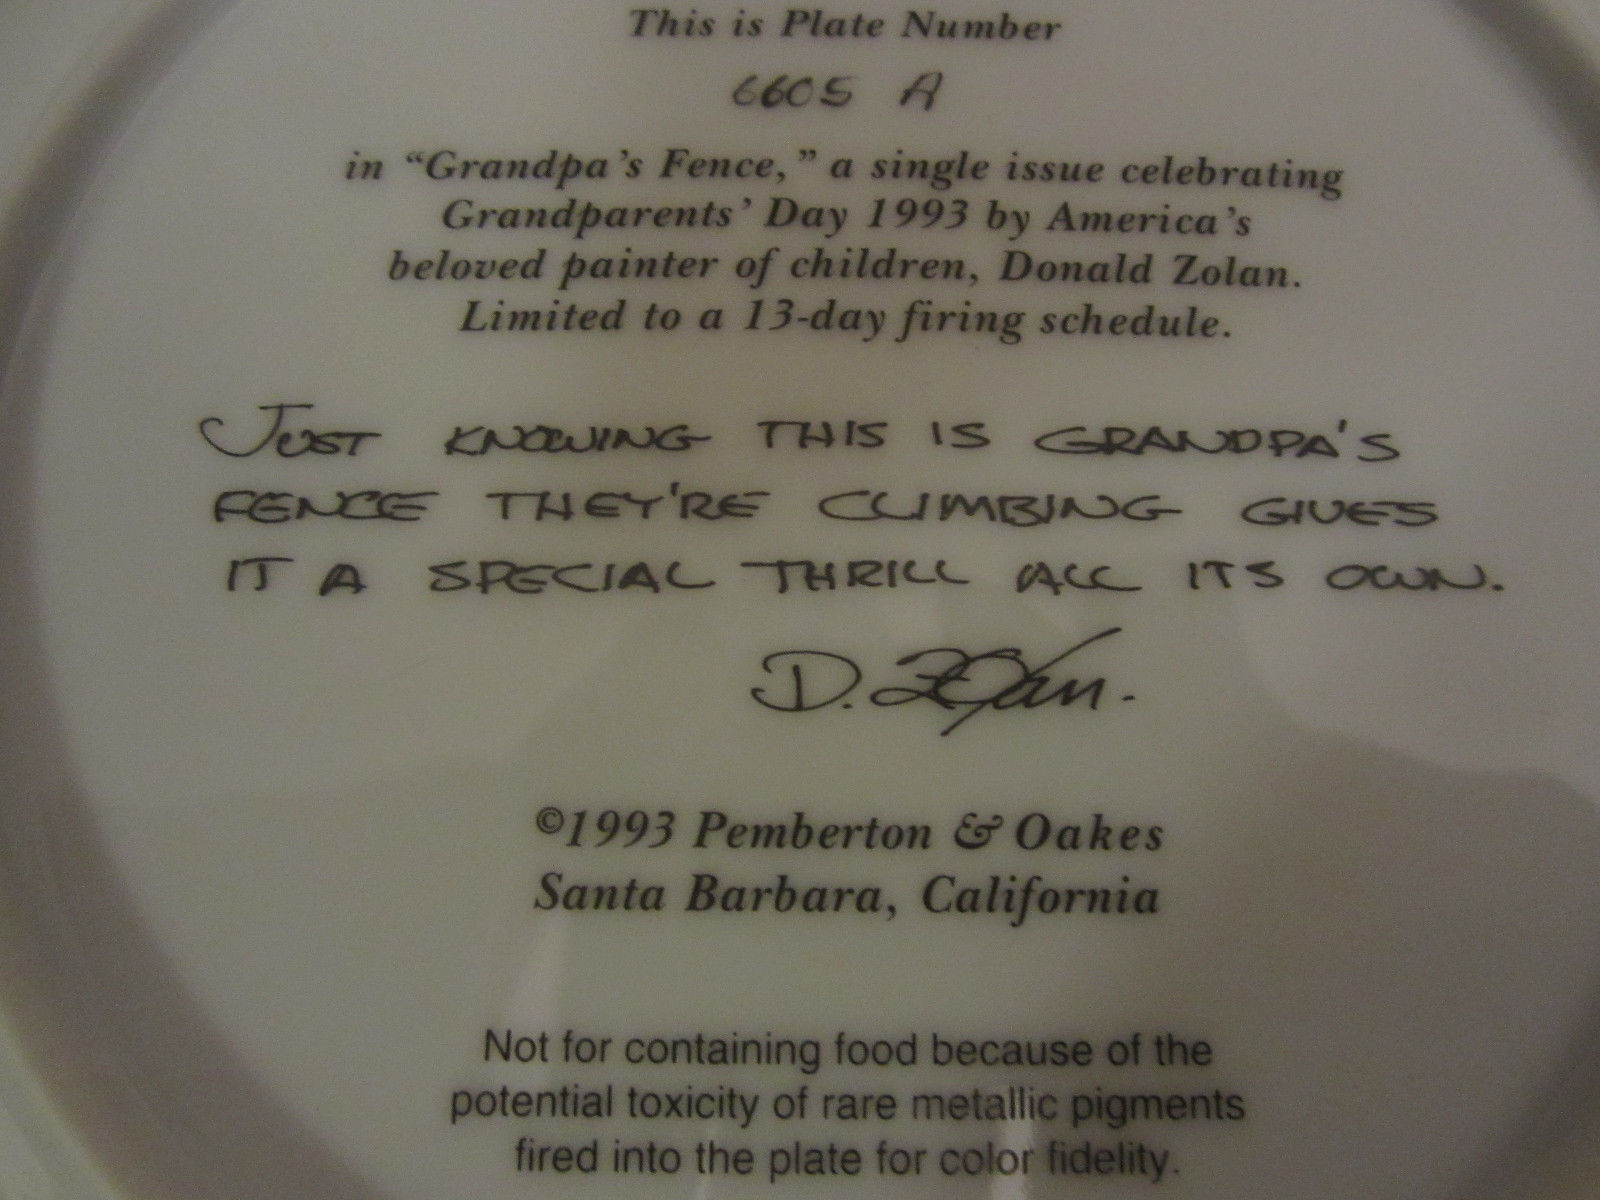 This is Plate Number
6605 A
in “Grandpa’s Fence,” a single issue celebrating
Grandparents’ Day 1993 by America’s
beloved painter of children, Donald Zolan.
Limited to a 13-day firing schedule.
JUST KNOWING THIS IS GRANDPA'S
FENCE THEY'RE CLIMBING GIVES
IT A SPECIAL THRILL ALL ITS OWN.
D. Zolan.
©1993 Pemberton & Oakes
Santa Barbara, California
Not for containing food because of the
potential toxicity of rare metallic pigments
fired into the plate for color fidelity.